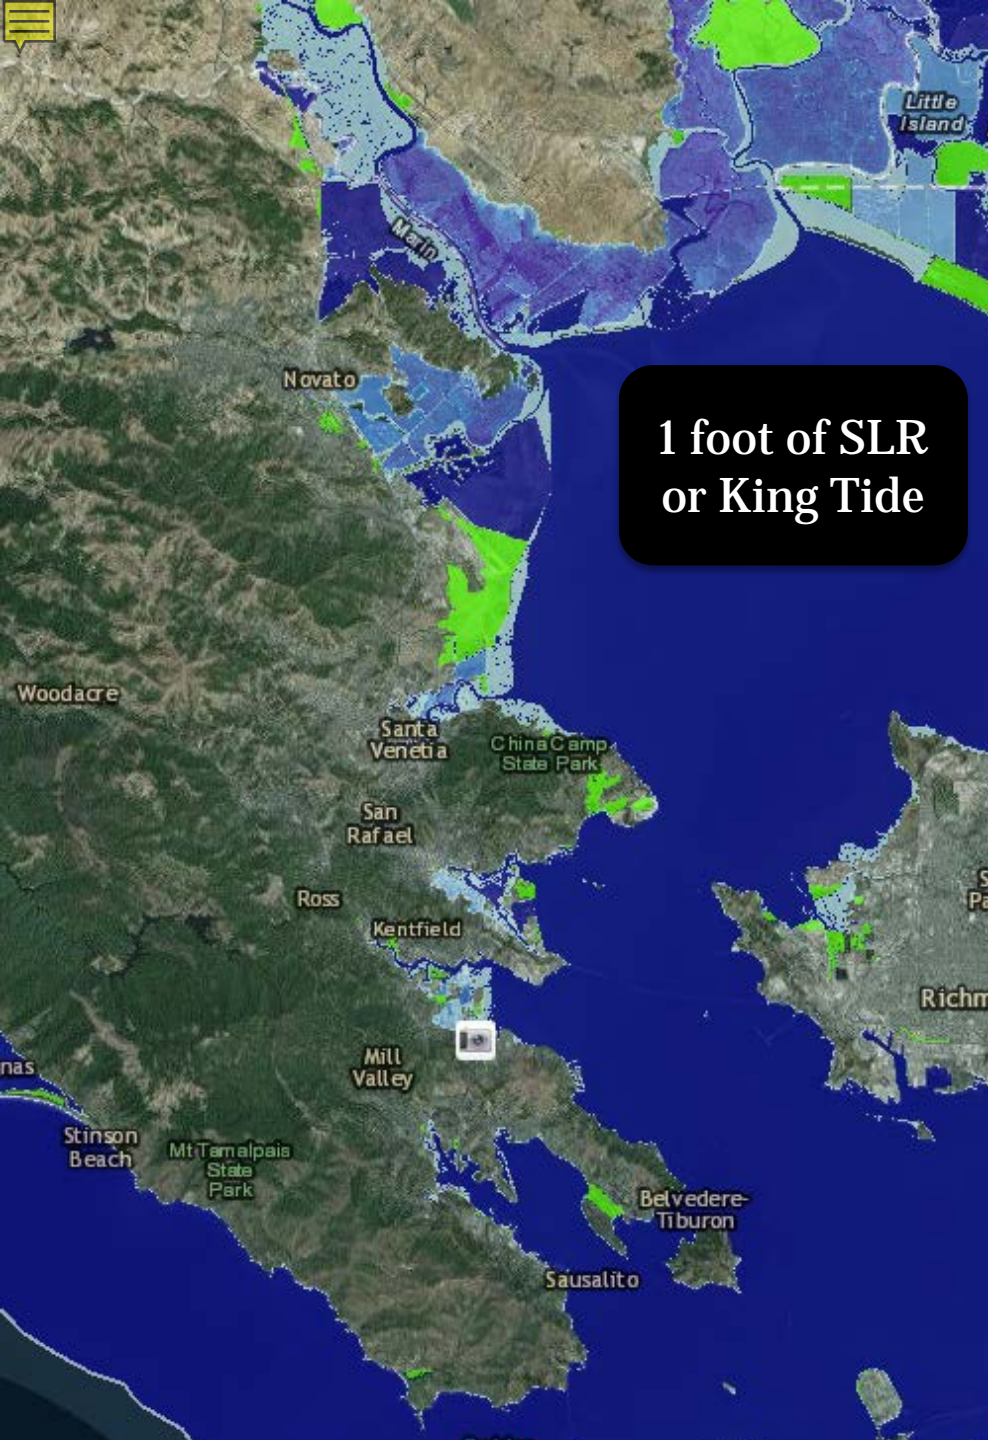 Little
Island
Marin
Novato
1 foot of SLR
or King Tide
Woodacre
Santa
Venetia
China Camp
State Park
San
Rafael
Ross
Kentfield
Richm
Mill
Valley
nas
Stinson
Beach
Mt Tamalpais
State
Park
Belvedere-
Tiburon
Sausalito